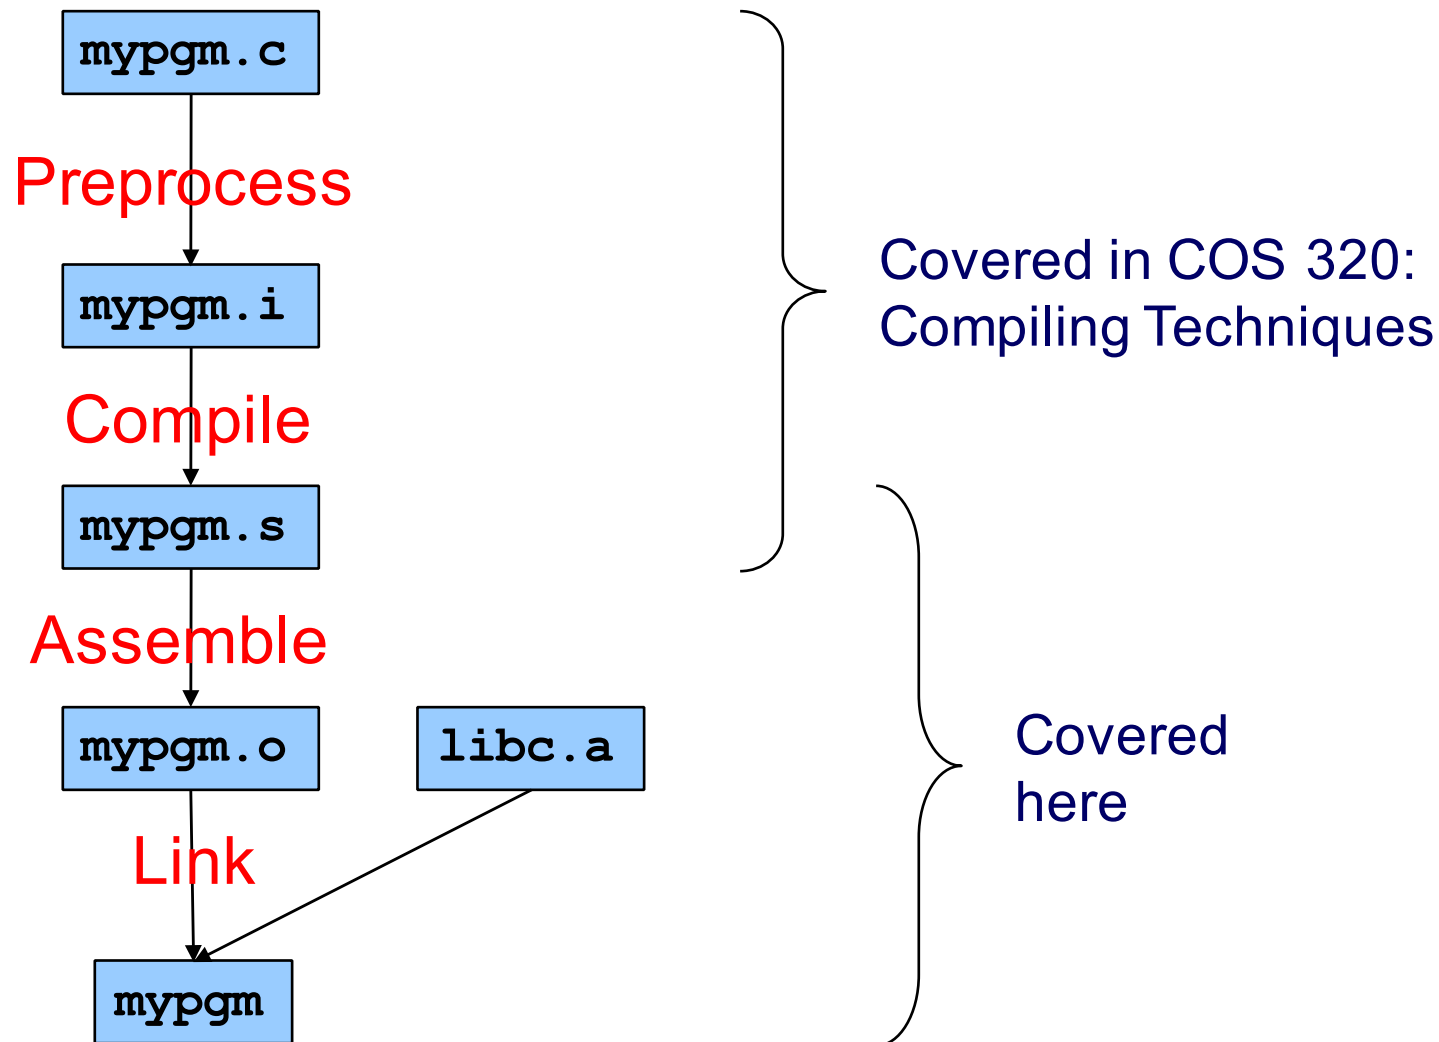 mypgm.c
Preprocess
mypgm.i
Compile
mypgm.s
Assemble
mypgm.o
libc.a
Link
mypgm
Covered in COS 320:
Compiling Techniques
Covered
here